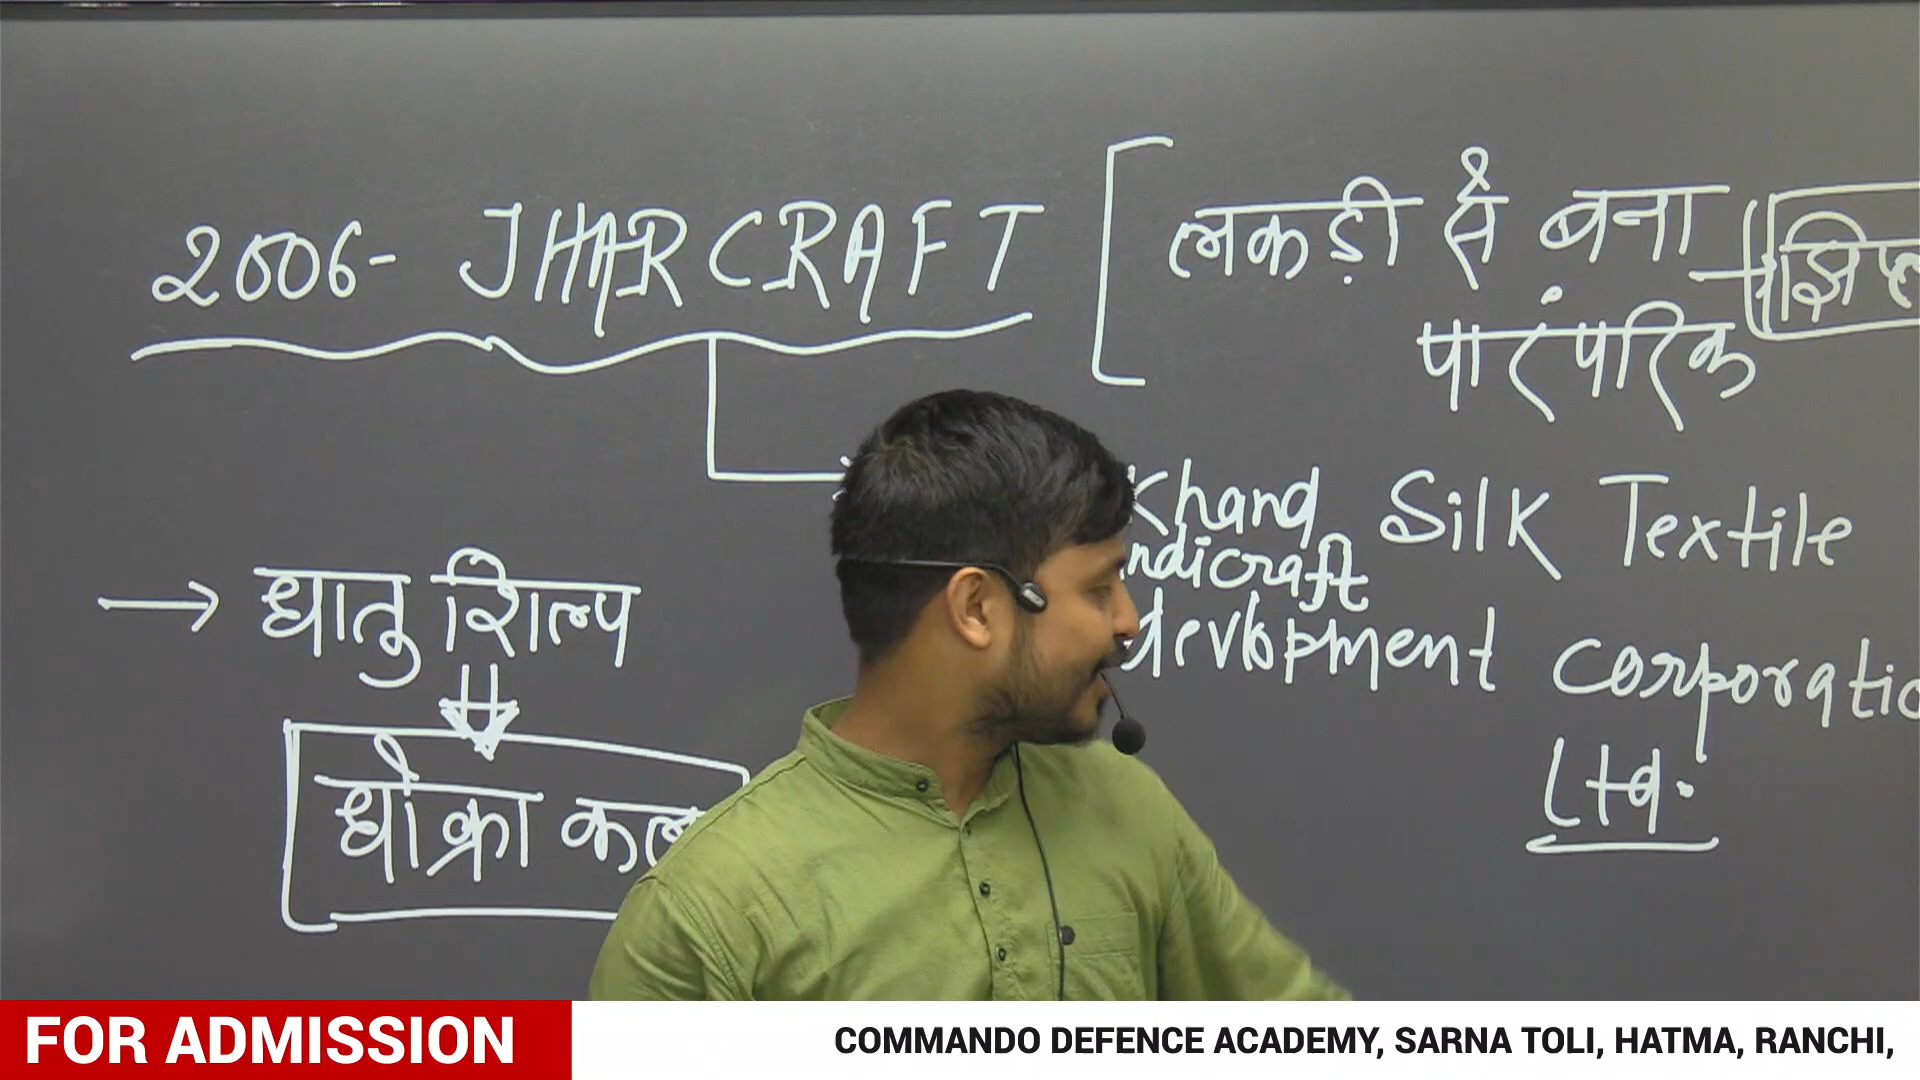 2006- JHARCRAFT
लकड़ी से बना
पारंपरिक
khand Silk Textile
ndicraft
devlopment corporatio
Ltd.
→ धातु शिल्प
धोक्रा कल
FOR ADMISSION
COMMANDO DEFENCE ACADEMY, SARNA TOLI, HATMA, RANCHI,